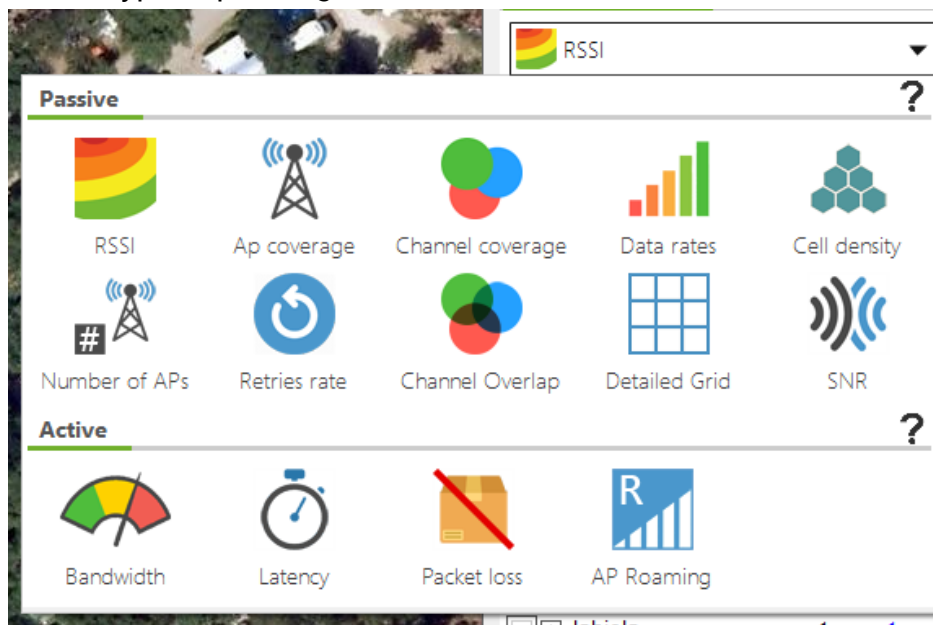 RSSI
Passive
?
RSSI Ap coverage Channel coverage Data rates Cell density
#
Number of APs Retries rate Channel Overlap Detailed Grid SNR
Active
?
R
Bandwidth Latency Packet loss AP Roaming